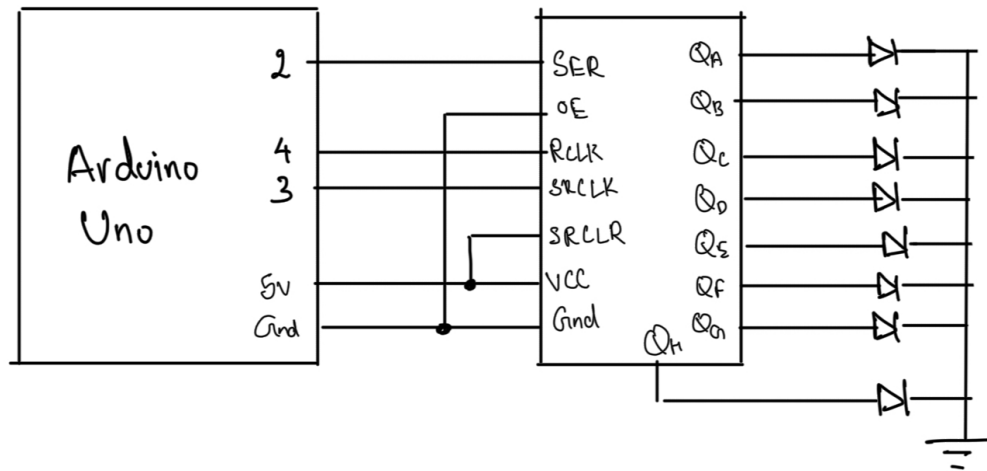 Arduino
Uno
2
4
3
5v
Gnd
SER
OE
RCLK
SRCLK
SRCLR
VCC
Gnd
QA
QB
QC
QD
QE
QF
QG
QH